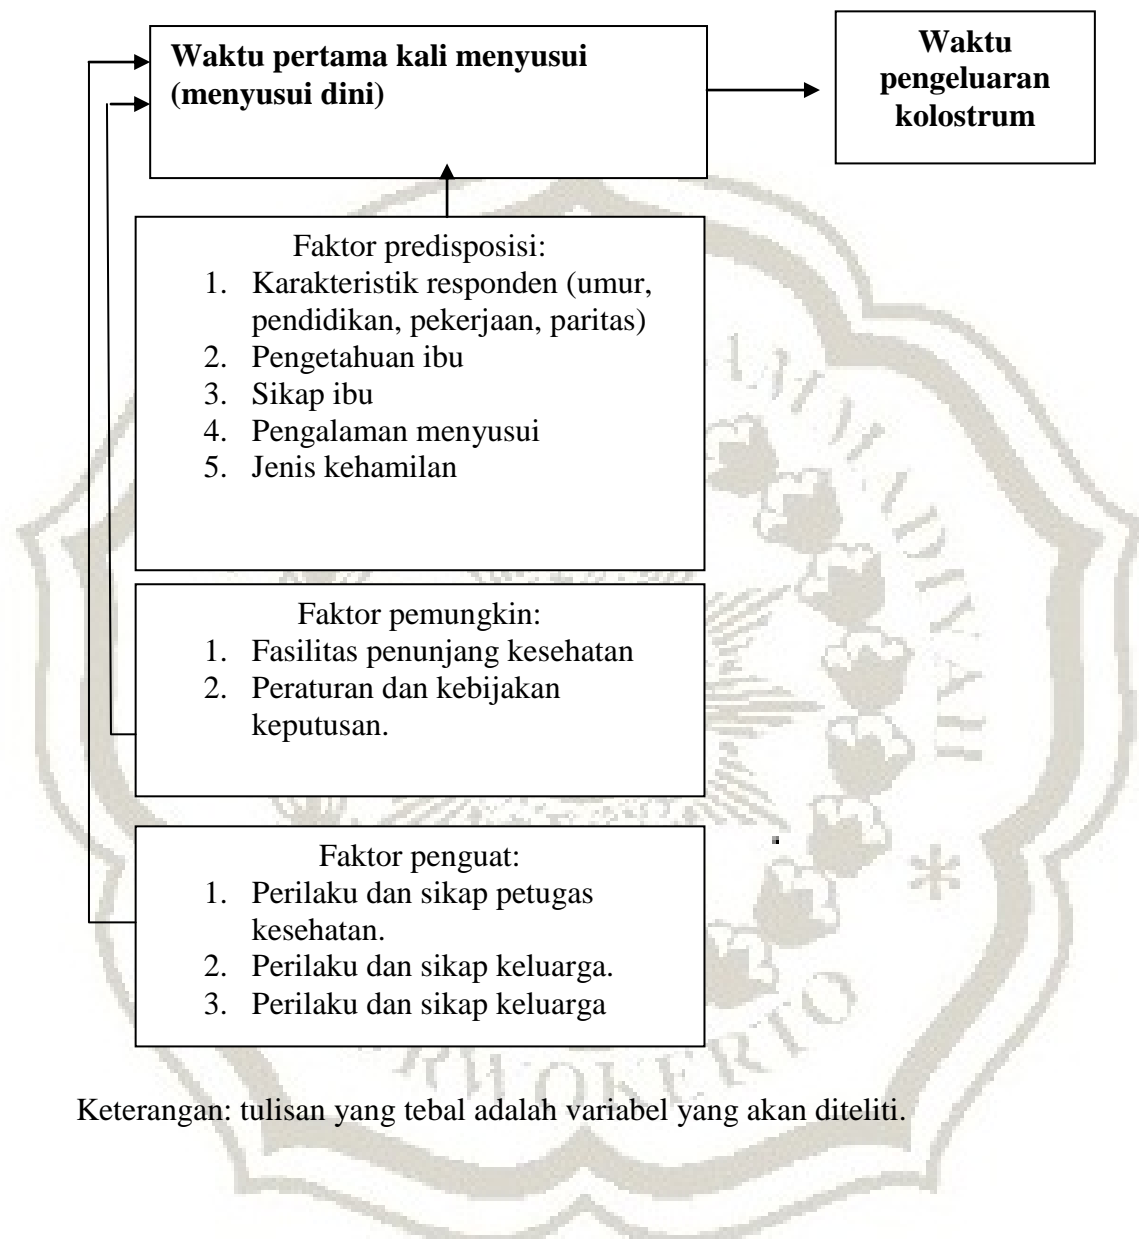 Waktu pertama kali menyusui
(menyusui dini)
Waktu
pengeluaran
kolostrum
Faktor predisposisi:
1. Karakteristik responden (umur,
pendidikan, pekerjaan, paritas)
2. Pengetahuan ibu
3. Sikap ibu
4. Pengalaman menyusui
5. Jenis kehamilan
Faktor pemungkin:
1. Fasilitas penunjang kesehatan
2. Peraturan dan kebijakan
keputusan.
Faktor penguat:
1. Perilaku dan sikap petugas
kesehatan.
2. Perilaku dan sikap keluarga.
3. Perilaku dan sikap keluarga
Keterangan: tulisan yang tebal adalah variabel yang akan diteliti.